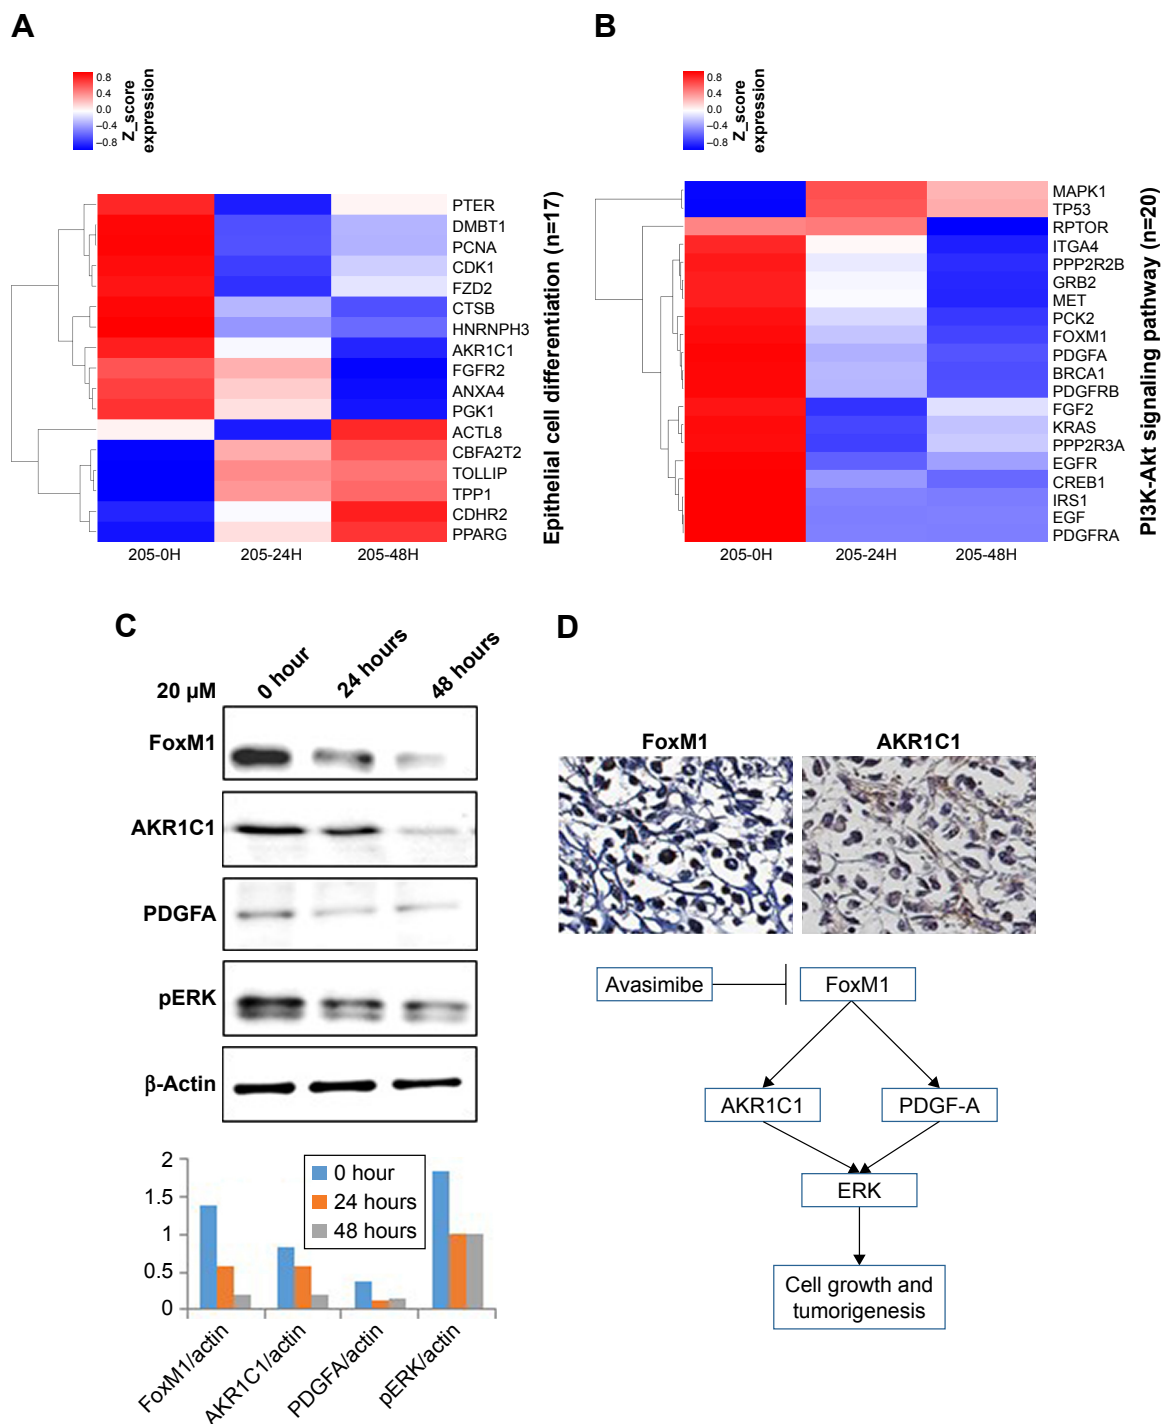 A
0.8
0.4
0.0
–0.4
–0.8
Z_score
expression
PTER
DMBT1
PCNA
CDK1
FZD2
CTSB
HNRNPH3
AKR1C1
FGFR2
ANXA4
PGK1
ACTL8
CBFA2T2
TOLLIP
TPP1
CDHR2
PPARG
205-0H 205-24H 205-48H
Epithelial cell differentiation (n=17)
B
0.8
0.4
0.0
–0.4
–0.8
Z_score
expression
MAPK1
TP53
RPTOR
ITGA4
PPP2R2B
GRB2
MET
PCK2
FOXM1
PDGFA
BRCA1
PDGFRB
FGF2
KRAS
PPP2R3A
EGFR
CREB1
IRS1
EGF
PDGFRA
205-0H 205-24H 205-48H
PI3K-Akt signaling pathway (n=20)
C
20 μM 0 hour 24 hours 48 hours
FoxM1
AKR1C1
PDGFA
pERK
β-Actin
2
1.5
1
0.5
0
0 hour
24 hours
48 hours
FoxM1/actin
AKR1C1/actin
PDGFA/actin
pERK/actin
D
FoxM1 AKR1C1
Avasimibe FoxM1
AKR1C1 PDGF-A
ERK
Cell growth and
tumorigenesis